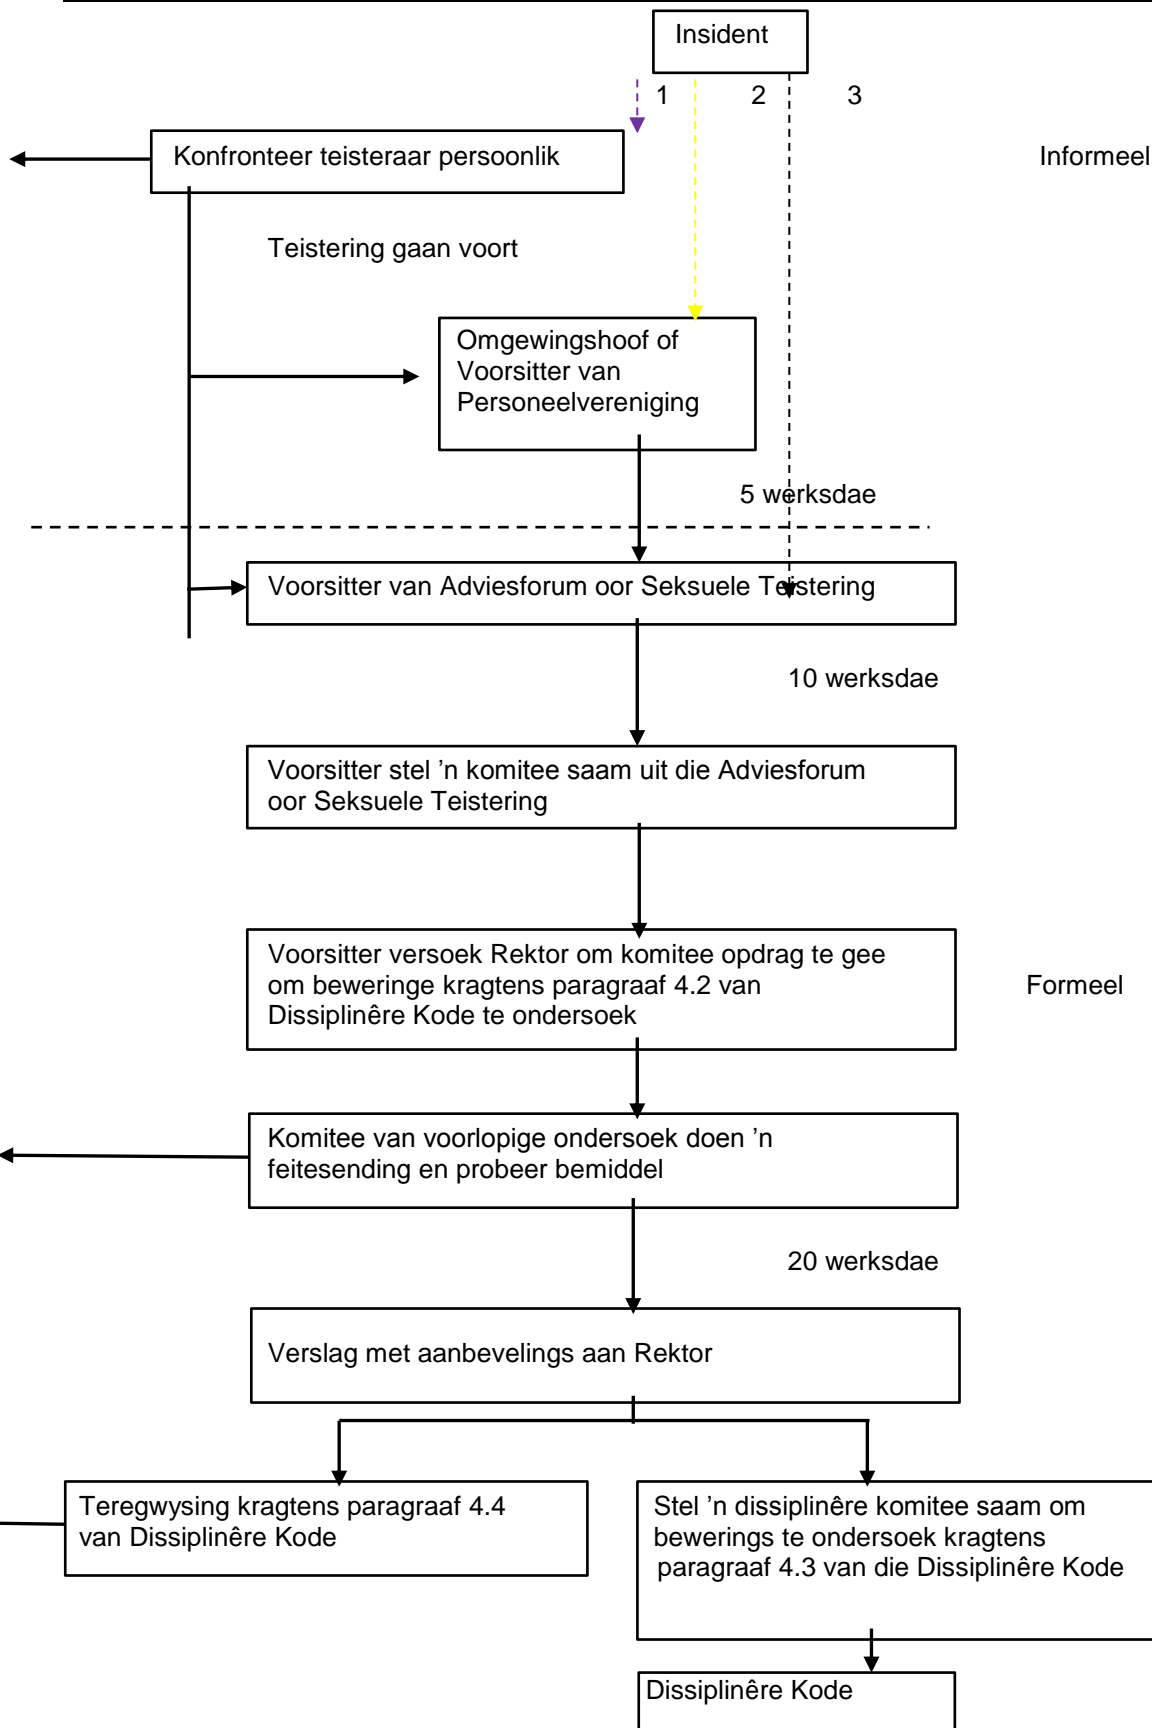 Insident
1 2 3
Konfronteer teisteraar persoonlik
Informeel
Teistering gaan voort
Omgewingshoof of
Voorsitter van
Personeelvereniging
5 werksdae
Voorsitter van Adviesforum oor Seksuele Teistering
10 werksdae
Voorsitter stel ’n komitee saam uit die Adviesforum
oor Seksuele Teistering
Voorsitter versoek Rektor om komitee opdrag te gee
om beweringe kragtens paragraaf 4.2 van
Dissiplinêre Kode te ondersoek
Formeel
Komitee van voorlopige ondersoek doen ’n
feitesending en probeer bemiddel
20 werksdae
Verslag met aanbevelings aan Rektor
Teregwysing kragtens paragraaf 4.4
van Dissiplinêre Kode
Stel ’n dissiplinêre komitee saam om
bewerings te ondersoek kragtens
paragraaf 4.3 van die Dissiplinêre Kode
Dissiplinêre Kode